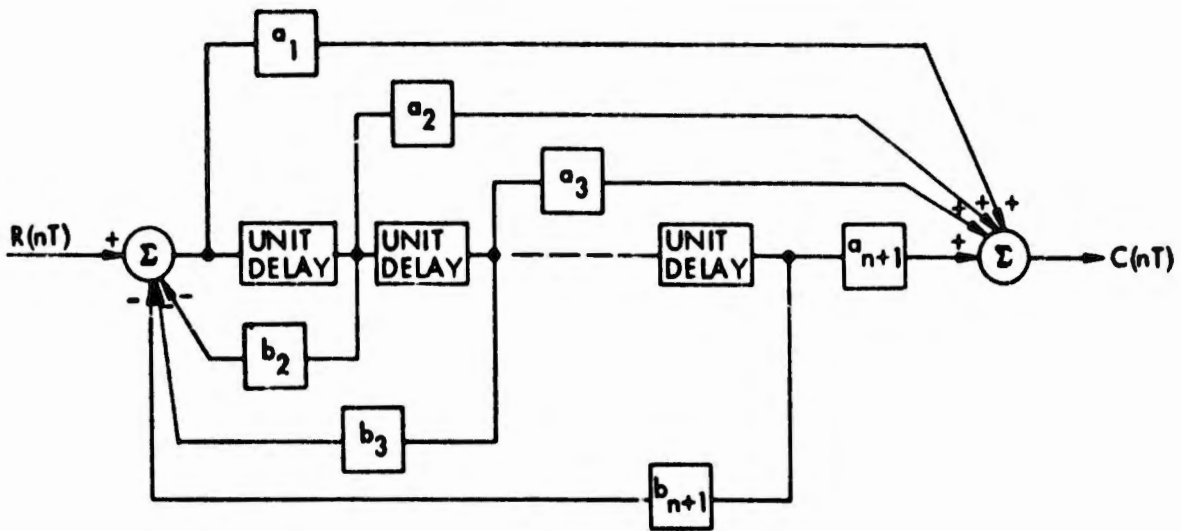 a1
a2
a3
R(nT) + Σ UNIT DELAY UNIT DELAY UNIT DELAY an+1 + + + + Σ C(nT)
- - -
b2
b3
bn+1